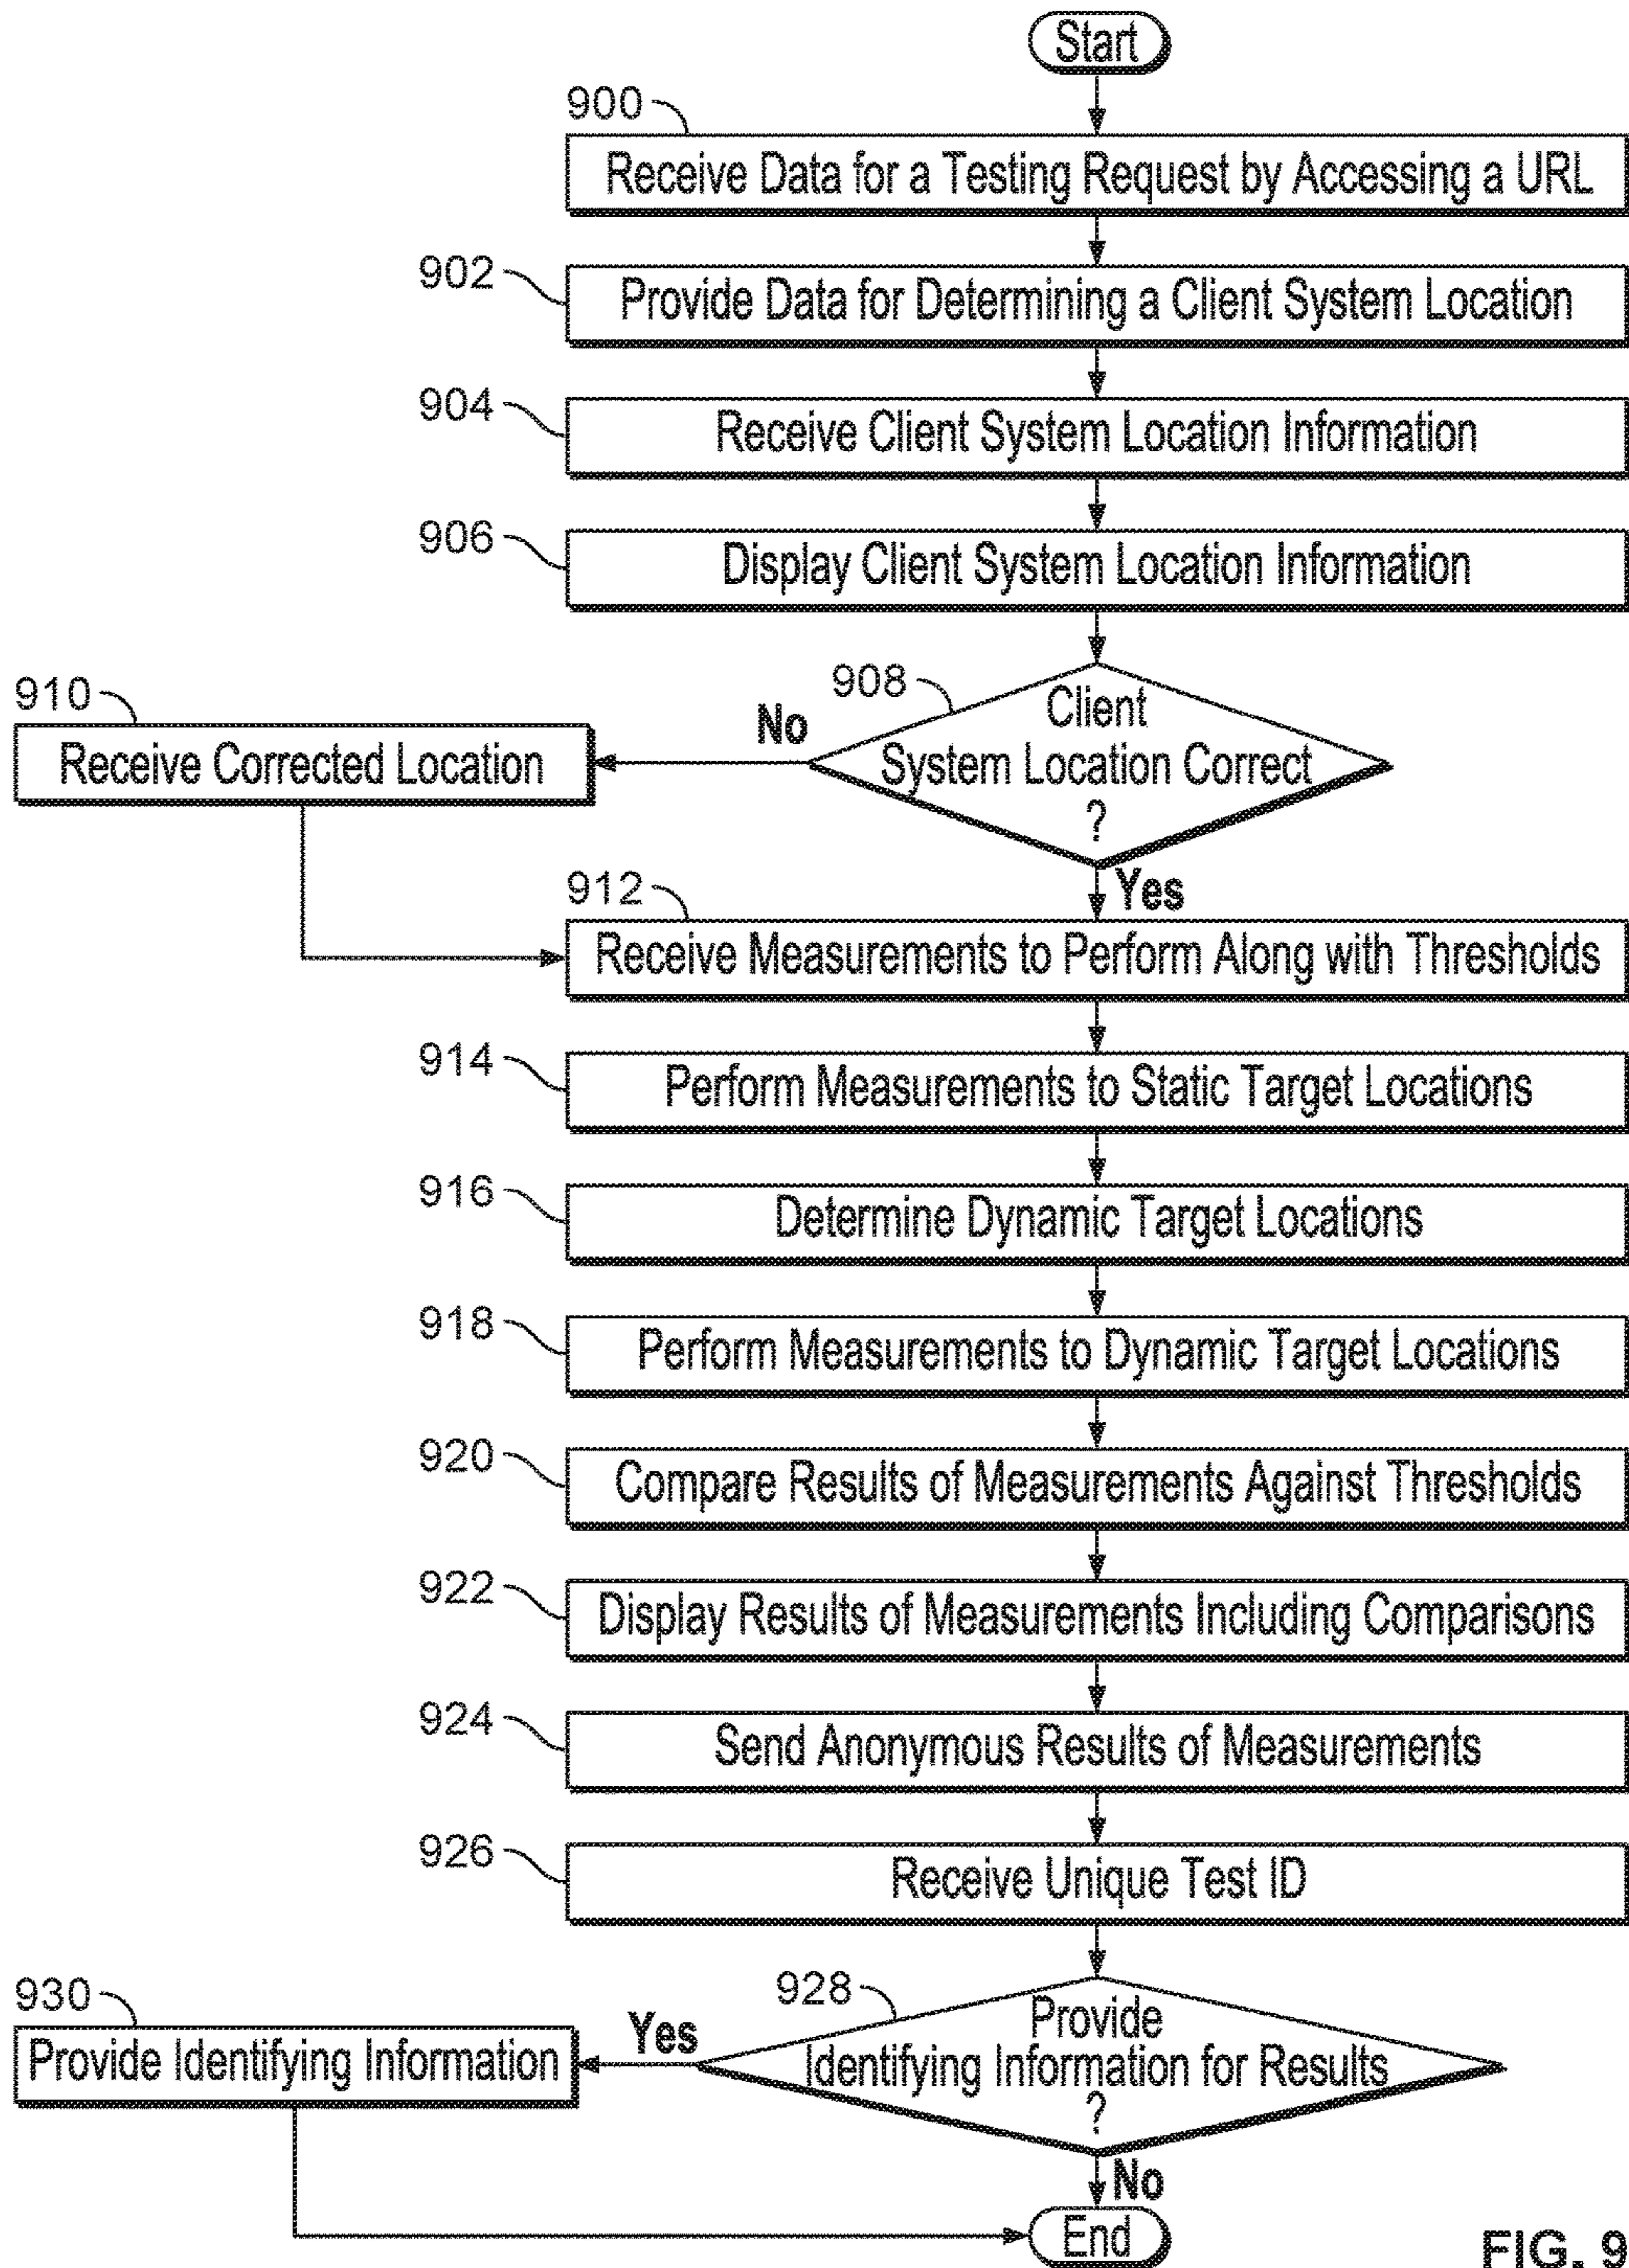 Start
900
Receive Data for a Testing Request by Accessing a URL
902
Provide Data for Determining a Client System Location
904
Receive Client System Location Information
906
Display Client System Location Information
908
Client
System Location Correct
?
No
910
Receive Corrected Location
Yes
912
Receive Measurements to Perform Along with Thresholds
914
Perform Measurements to Static Target Locations
916
Determine Dynamic Target Locations
918
Perform Measurements to Dynamic Target Locations
920
Compare Results of Measurements Against Thresholds
922
Display Results of Measurements Including Comparisons
924
Send Anonymous Results of Measurements
926
Receive Unique Test ID
928
Provide
Identifying Information for Results
?
Yes
930
Provide Identifying Information
No
End
FIG. 9